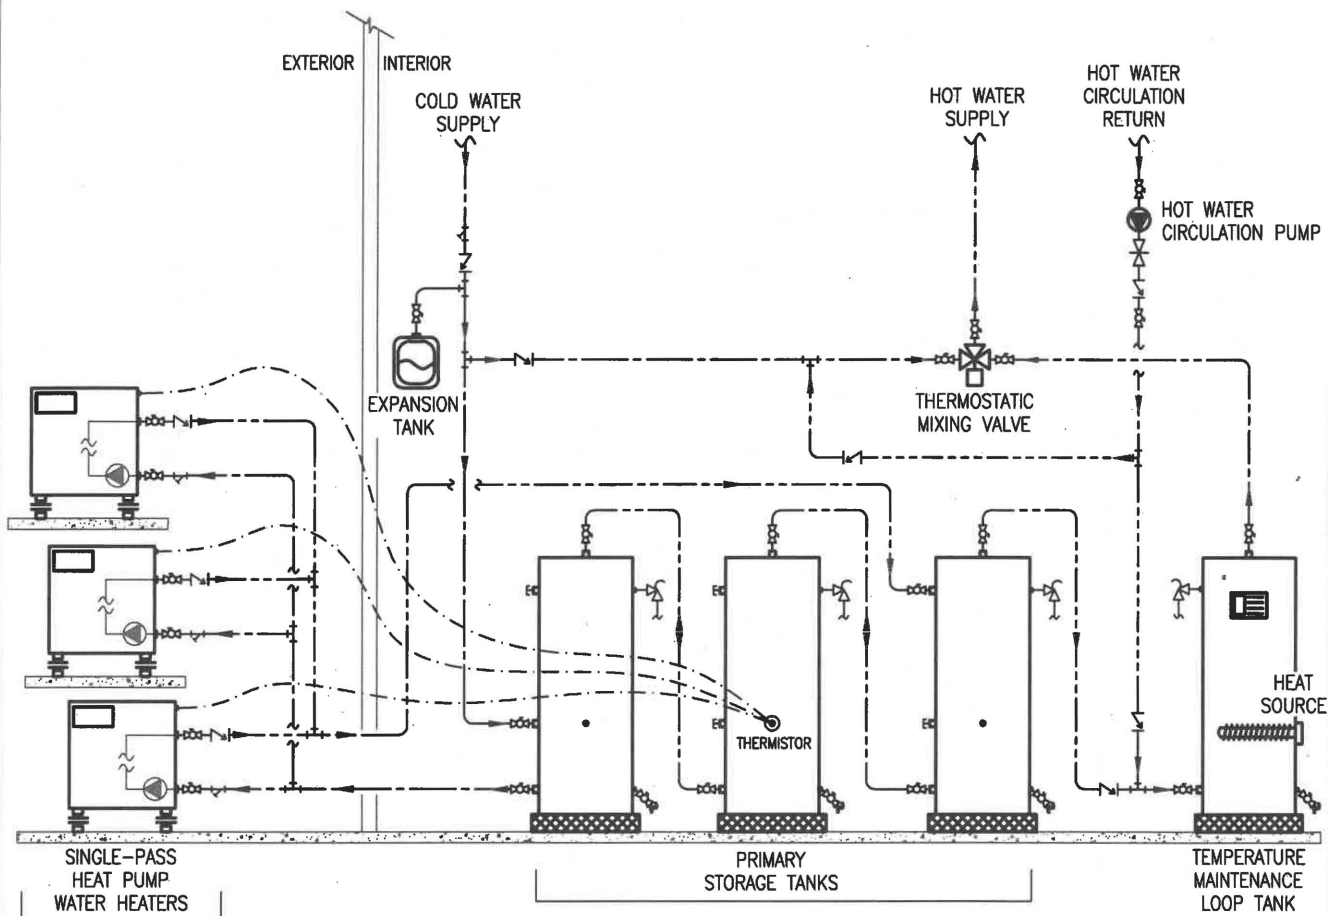 EXTERIOR
INTERIOR
COLD WATER
SUPPLY
HOT WATER
SUPPLY
HOT WATER
CIRCULATION
RETURN
HOT WATER
CIRCULATION PUMP
EXPANSION
TANK
THERMOSTATIC
MIXING VALVE
HEAT
SOURCE
THERMISTOR
SINGLE-PASS
HEAT PUMP
WATER HEATERS
PRIMARY
STORAGE TANKS
TEMPERATURE
MAINTENANCE
LOOP TANK